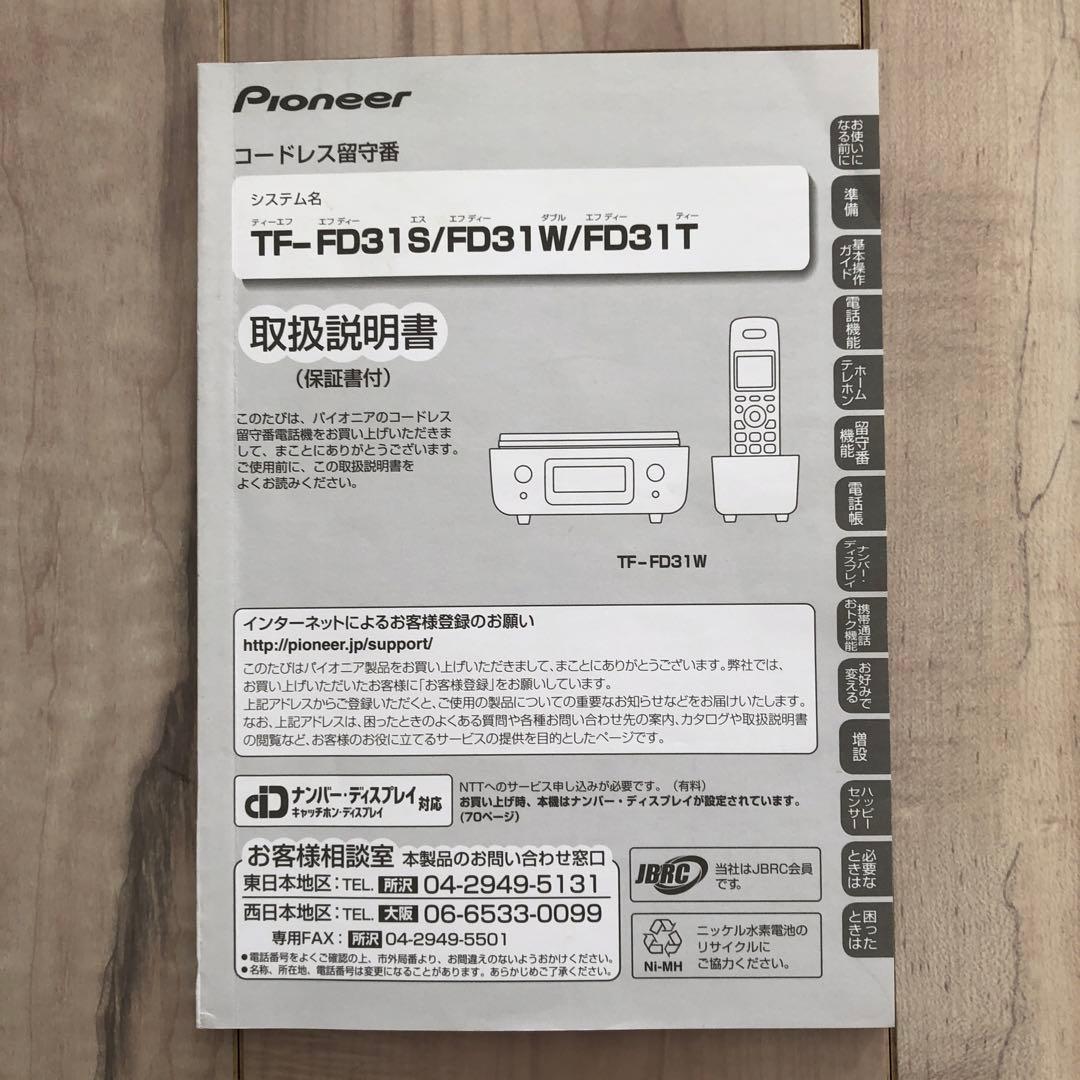 Pioneer
コードレス留守番
システム名
ティーエフ エフ ディー エス エフ ディー ダブル エフ ディー ティー
TF-FD31S/FD31W/FD31T
取扱説明書
（保証書付）
このたびは、パイオニアのコードレス
留守番電話機をお買い上げいただきま
して、まことにありがとうございます。
ご使用前に、この取扱説明書を
よくお読みください。
TF-FD31W
インターネットによるお客様登録のお願い
http://pioneer.jp/support/
このたびはパイオニア製品をお買い上げいただきまして、まことにありがとうございます。弊社では、
お買い上げいただいたお客様に「お客様登録」をお願いしています。
上記アドレスからご登録いただくと、ご使用の製品についての重要なお知らせなどをお届けいたします。
なお、上記アドレスは、困ったときのよくある質問や各種お問い合わせ先の案内、カタログや取扱説明書
の閲覧など、お客様のお役に立てるサービスの提供を目的としたページです。
ナンバー・ディスプレイ
キャッチホン・ディスプレイ
対応
NTTへのサービス申し込みが必要です。（有料）
お買い上げ時、本機はナンバー・ディスプレイが設定されています。
（70ページ）
お客様相談室 本製品のお問い合わせ窓口
東日本地区：TEL. 所沢 04-2949-5131
西日本地区：TEL. 大阪 06-6533-0099
専用FAX： 所沢 04-2949-5501
●電話番号をよくご確認の上、市外局番より、お間違えのないようおかけください。
●名称、所在地、電話番号は変更になることがあります。あらかじめご了承ください。
JBRC
当社はJBRC会員
です。
Ni-MH
ニッケル水素電池の
リサイクルに
ご協力ください。
お使いに
なる前に
準備
基本操作
ガイド
電話機能
ホーム
テレホン
留守番
機能
電話帳
ナンバー・
ディスプレイ
携帯通話
おトク機能
お好みで
変える
増設
ハッピー
センサー
必要な
ときは
困った
ときは